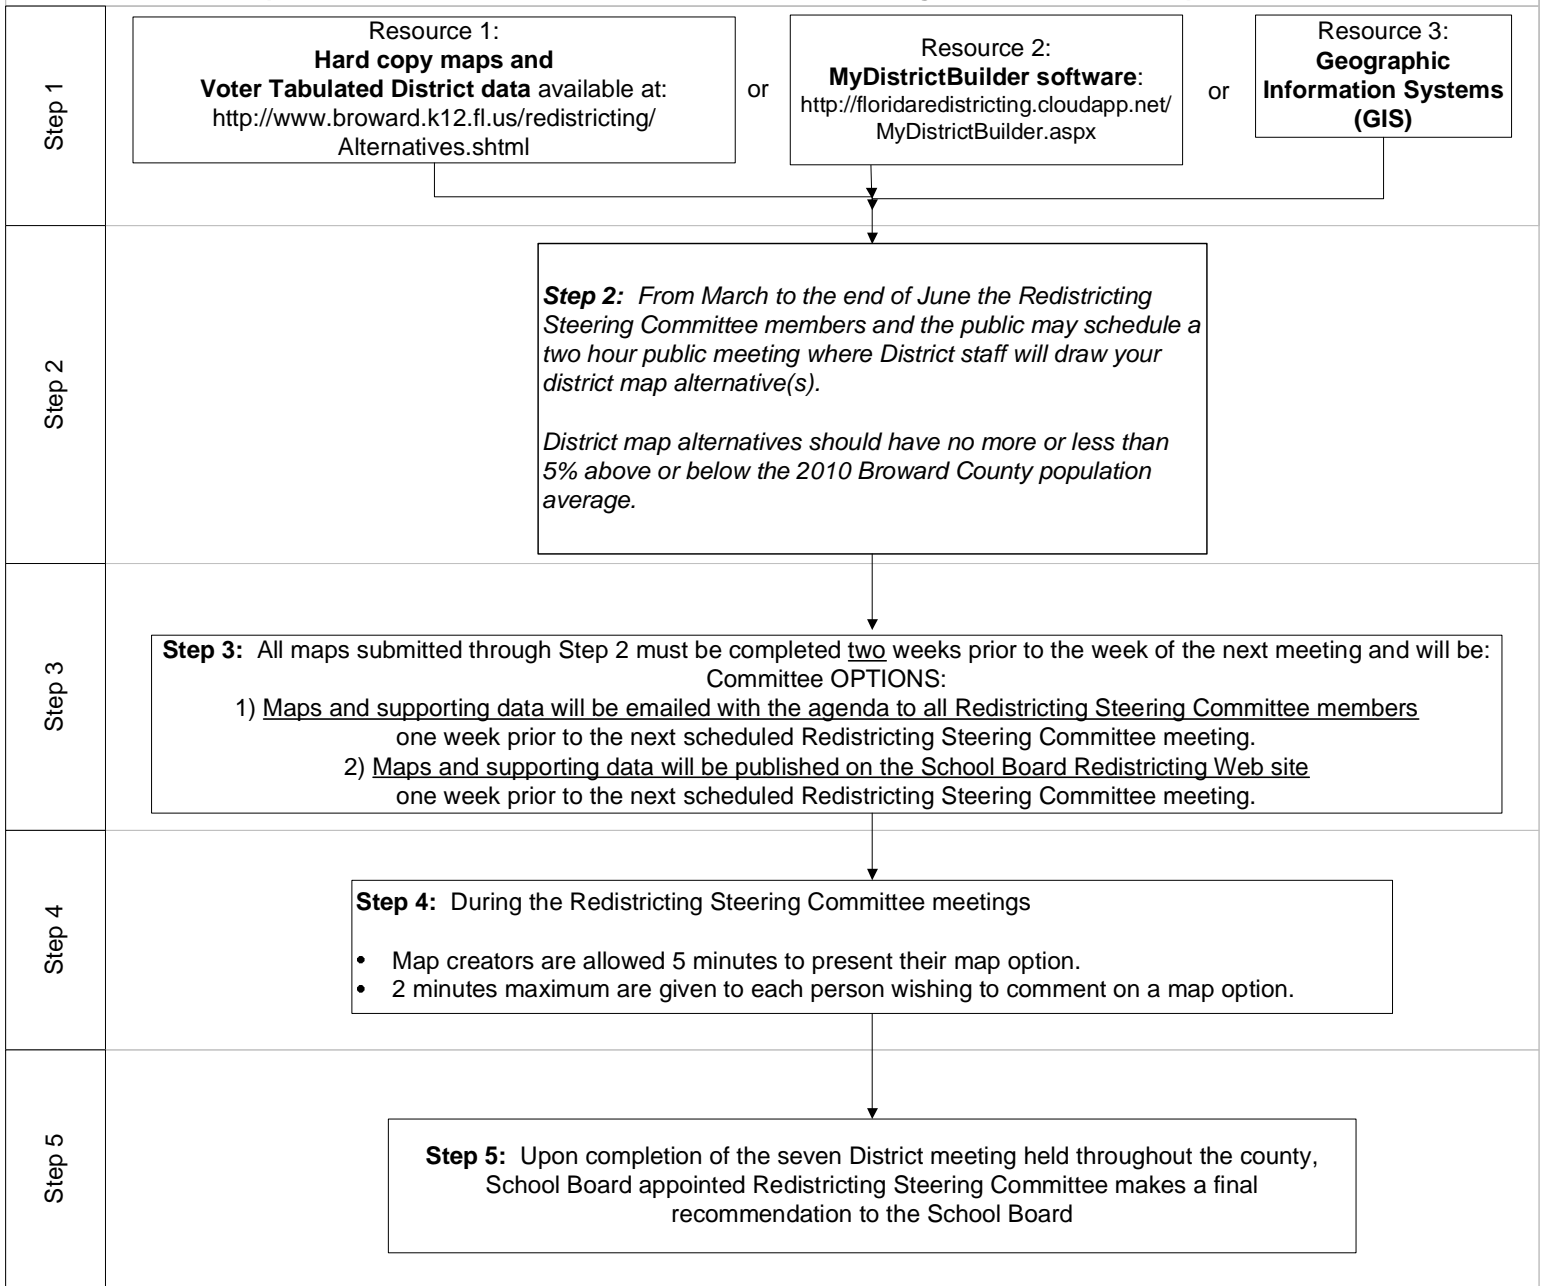 Step 1
Resource 1:
Hard copy maps and
Voter Tabulated District data available at:
http://www.broward.k12.fl.us/redistricting/
Alternatives.shtml
or
Resource 2:
MyDistrictBuilder software:
http://floridaredistricting.cloudapp.net/
MyDistrictBuilder.aspx
or
Resource 3:
Geographic
Information Systems
(GIS)
Step 2
Step 2: From March to the end of June the Redistricting
Steering Committee members and the public may schedule a
two hour public meeting where District staff will draw your
district map alternative(s).
District map alternatives should have no more or less than
5% above or below the 2010 Broward County population
average.
Step 3
Step 3: All maps submitted through Step 2 must be completed two weeks prior to the week of the next meeting and will be:
Committee OPTIONS:
1) Maps and supporting data will be emailed with the agenda to all Redistricting Steering Committee members
one week prior to the next scheduled Redistricting Steering Committee meeting.
2) Maps and supporting data will be published on the School Board Redistricting Web site
one week prior to the next scheduled Redistricting Steering Committee meeting.
Step 4
Step 4: During the Redistricting Steering Committee meetings
• Map creators are allowed 5 minutes to present their map option.
• 2 minutes maximum are given to each person wishing to comment on a map option.
Step 5
Step 5: Upon completion of the seven District meeting held throughout the county,
School Board appointed Redistricting Steering Committee makes a final
recommendation to the School Board